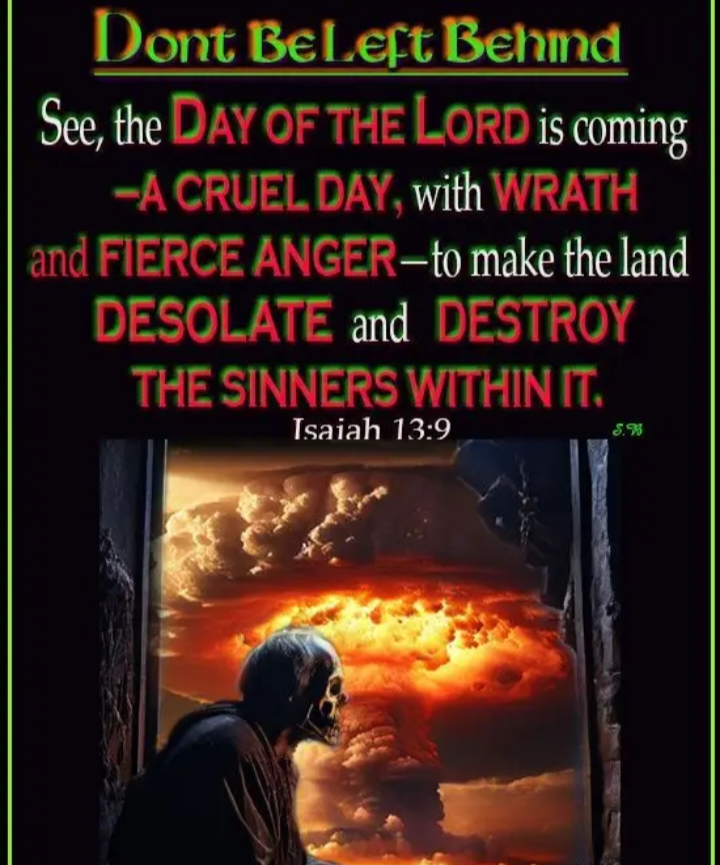 Dont Be Left Behind
See, the DAY OF THE LORD is coming
–A CRUEL DAY, with WRATH
and FIERCE ANGER–to make the land
DESOLATE and DESTROY
THE SINNERS WITHIN IT.
Isaiah 13:9
S.B